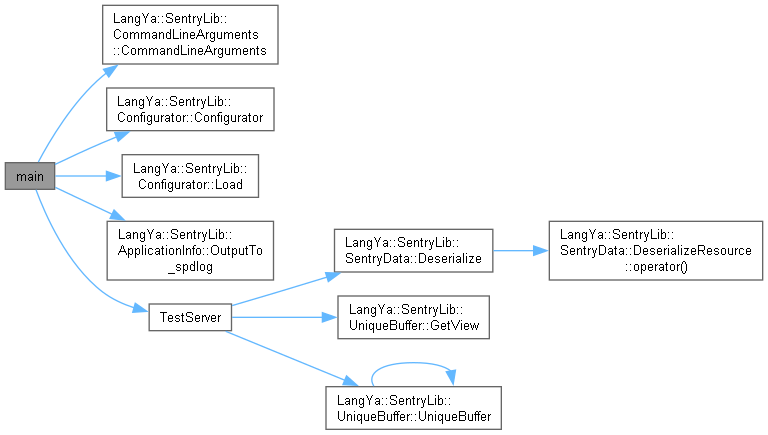 main
LangYa::SentryLib::
CommandLineArguments
::CommandLineArguments
LangYa::SentryLib::
Configurator::Configurator
LangYa::SentryLib::
Configurator::Load
LangYa::SentryLib::
ApplicationInfo::OutputTo
_spdlog
TestServer
LangYa::SentryLib::
SentryData::Deserialize
LangYa::SentryLib::
SentryData::DeserializeResource
::operator()
LangYa::SentryLib::
UniqueBuffer::GetView
LangYa::SentryLib::
UniqueBuffer::UniqueBuffer